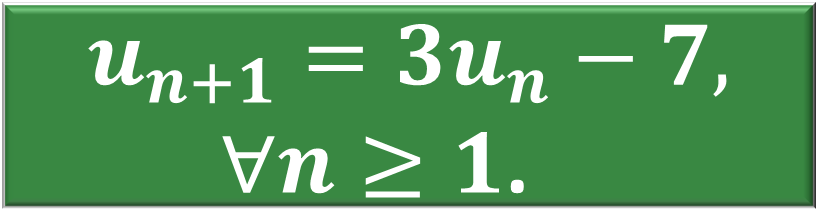 uₙ₊₁ = 3uₙ − 7,
∀n ≥ 1.